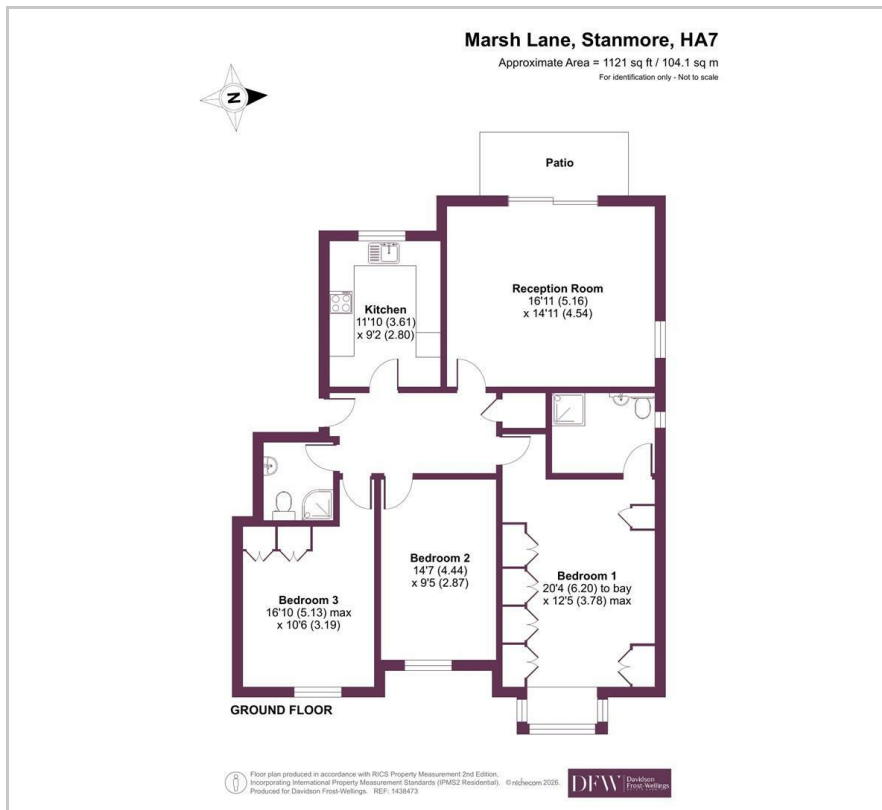 Marsh Lane, Stanmore, HA7
Approximate Area = 1121 sq ft / 104.1 sq m
For identification only - Not to scale
N
Patio
Reception Room
16'11 (5.16)
x 14'11 (4.54)
Kitchen
11'10 (3.61)
x 9'2 (2.80)
Bedroom 2
14'7 (4.44)
x 9'5 (2.87)
Bedroom 1
20'4 (6.20) to bay
x 12'5 (3.78) max
Bedroom 3
16'10 (5.13) max
x 10'6 (3.19)
GROUND FLOOR
Floor plan produced in accordance with RICS Property Measurement 2nd Edition,
Incorporating International Property Measurement Standards (IPMS2 Residential). © nichecom 2026.
Produced for Davidson Frost-Wellings. REF: 1438473
DFW Davidson
Frost-Wellings